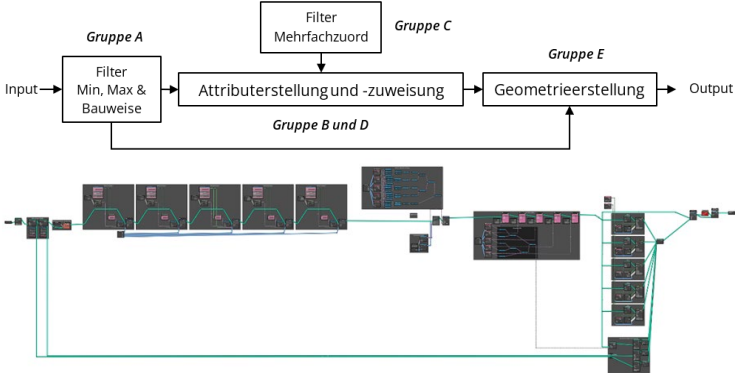 Filter
Mehrfachzuord
Gruppe C
Gruppe A
Gruppe E
Input
Filter
Min, Max &
Bauweise
Attributerstellung und -zuweisung
Geometrieerstellung
Output
Gruppe B und D